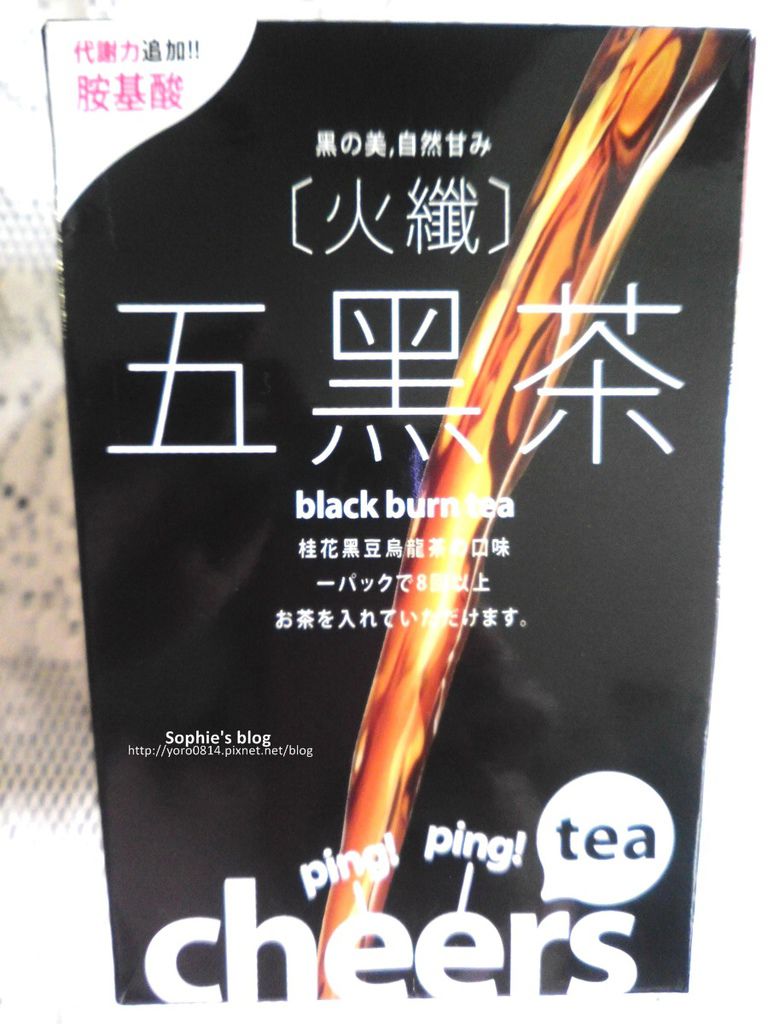 代謝力追加!!
胺基酸
黒の美,自然甘み
〔火纖〕
五黑茶
black burn tea
桂花黑豆烏龍茶の口味
一パックで8回以上
お茶を入れていただけます。
Sophie's blog
http://yoro0814.pixnet.net/blog
ping! ping!
tea
cheers